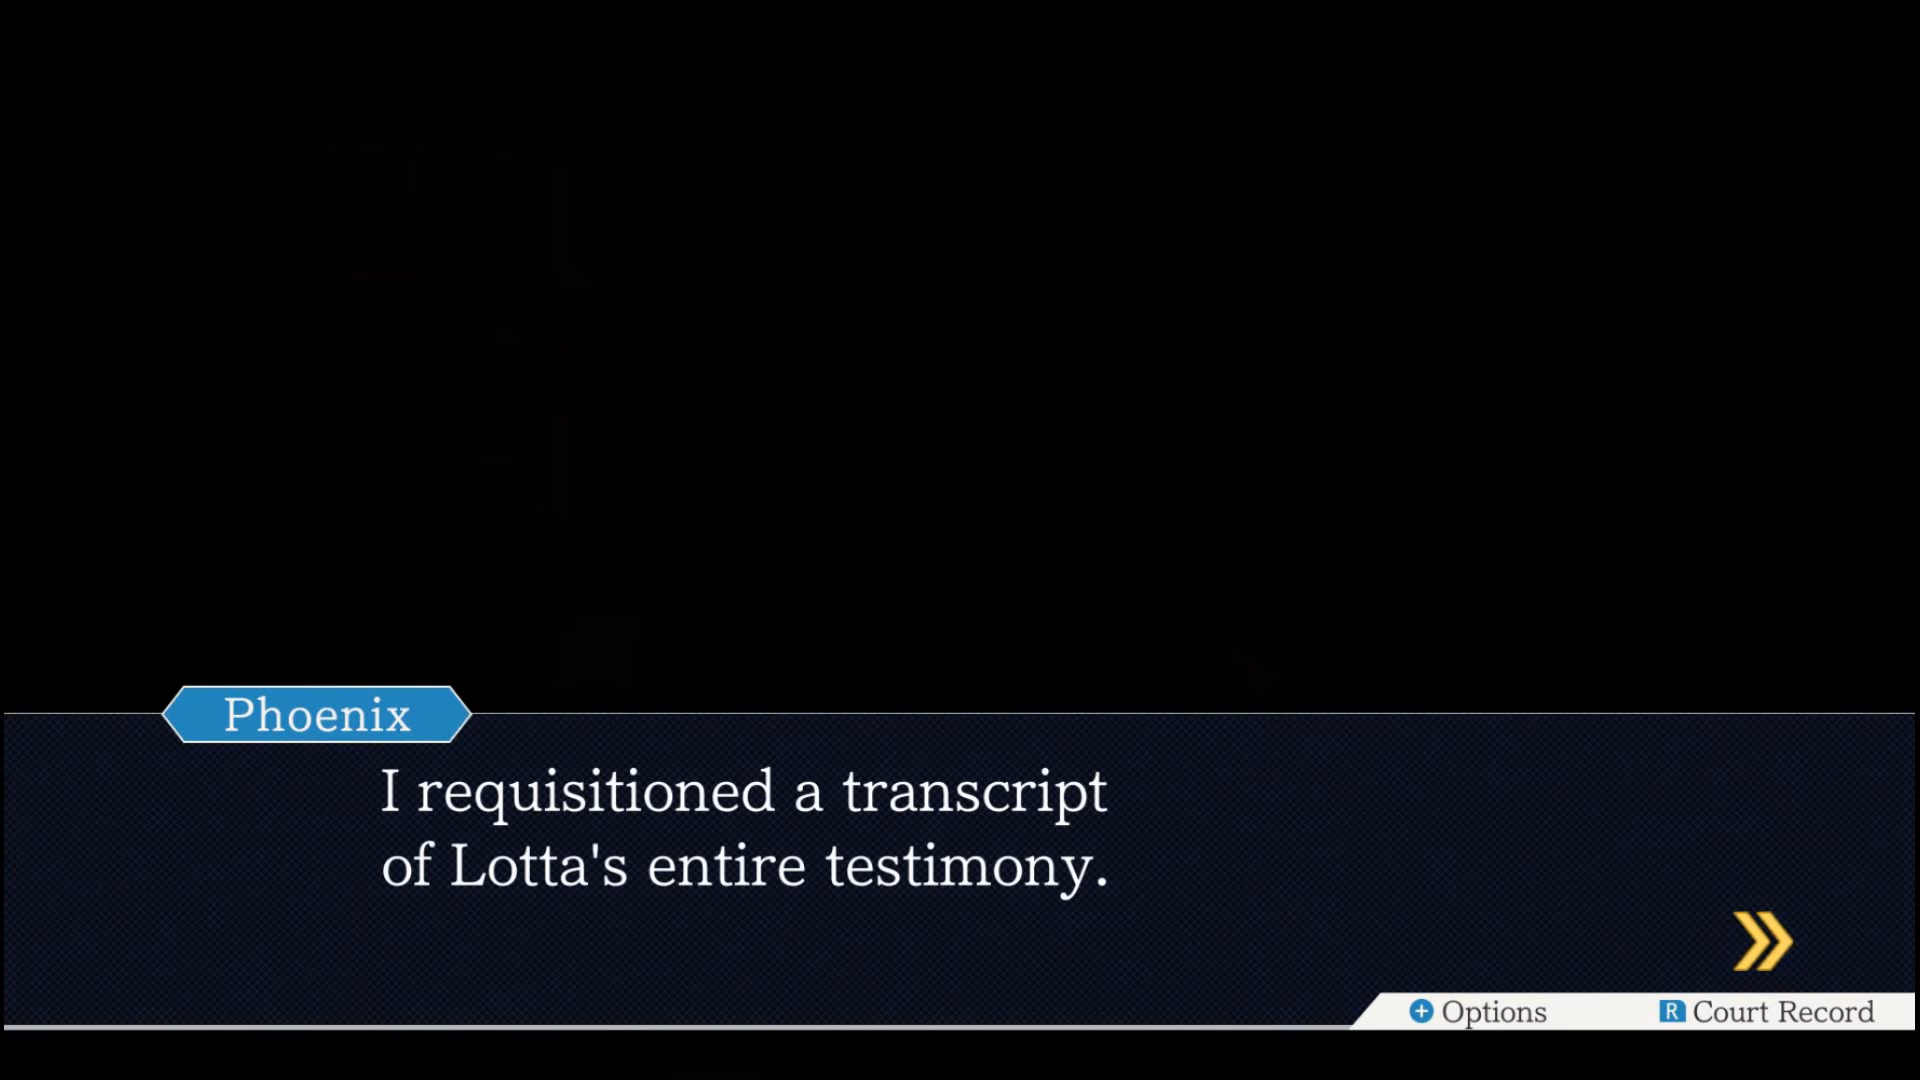 Phoenix
I requisitioned a transcript
of Lotta's entire testimony.
+ Options R Court Record